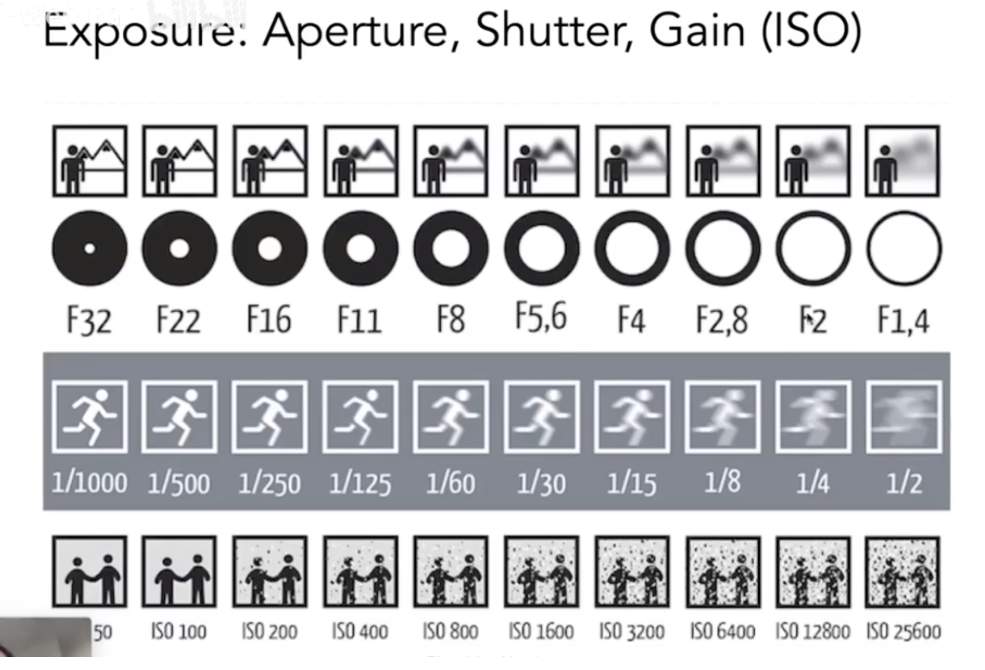 Exposure: Aperture, Shutter, Gain (ISO)
F32 F22 F16 F11 F8 F5,6 F4 F2,8 F2 F1,4
1/1000 1/500 1/250 1/125 1/60 1/30 1/15 1/8 1/4 1/2
50 ISO 100 ISO 200 ISO 400 ISO 800 ISO 1600 ISO 3200 ISO 6400 ISO 12800 ISO 25600